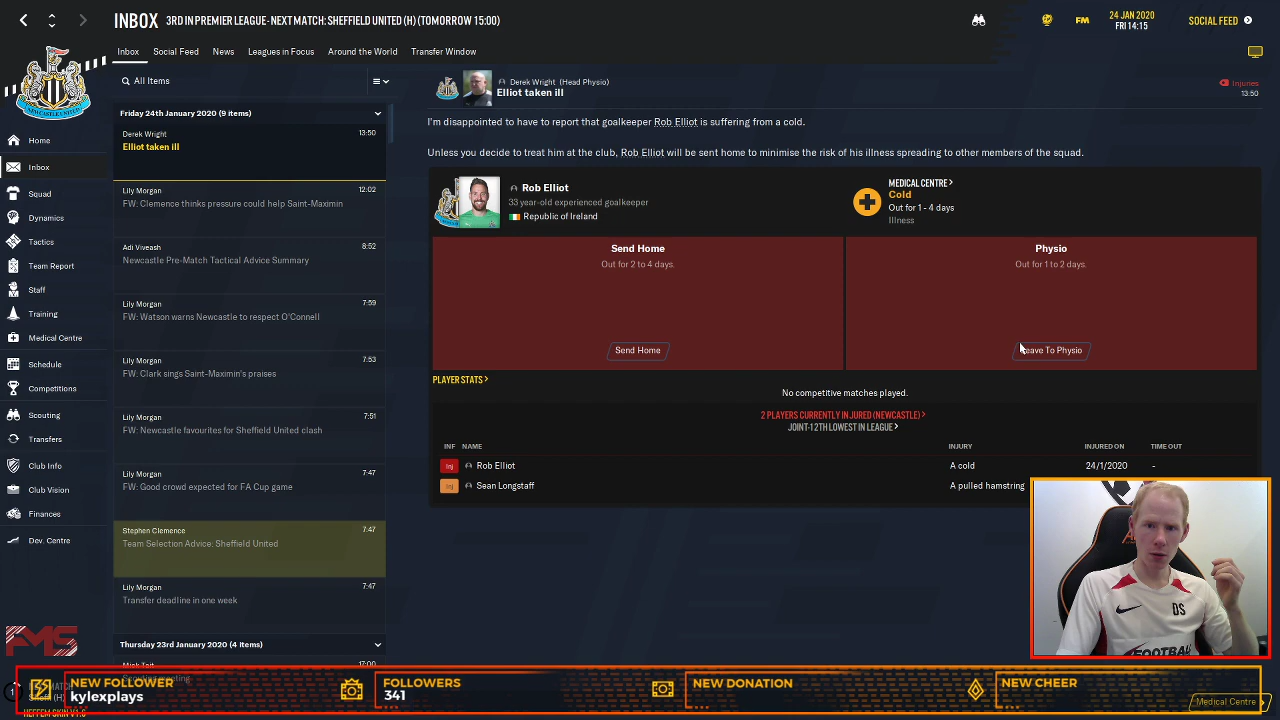 INBOX
3RD IN PREMIER LEAGUE - NEXT MATCH: SHEFFIELD UNITED (H) (TOMORROW 15:00)
FM
24 JAN 2020
FRI 14:15
SOCIAL FEED
Inbox Social Feed News Leagues in Focus Around the World Transfer Window
NEWCASTLE UNITED
Home
Inbox
Squad
Dynamics
Tactics
Team Report
Staff
Training
Medical Centre
Schedule
Competitions
Scouting
Transfers
Club Info
Club Vision
Finances
Dev. Centre
All Items
Friday 24th January 2020 (9 items)
Derek Wright 13:50
Elliot taken ill
Lily Morgan 12:02
FW: Clemence thinks pressure could help Saint-Maximin
Adi Viveash 8:52
Newcastle Pre-Match Tactical Advice Summary
Lily Morgan 7:59
FW: Watson warns Newcastle to respect O'Connell
Lily Morgan 7:53
FW: Clark sings Saint-Maximin's praises
Lily Morgan 7:51
FW: Newcastle favourites for Sheffield United clash
Lily Morgan 7:47
FW: Good crowd expected for FA Cup game
Stephen Clemence 7:47
Team Selection Advice: Sheffield United
Lily Morgan 7:47
Transfer deadline in one week
Thursday 23rd January 2020 (4 items)
17:00
Derek Wright (Head Physio)
Elliot taken ill
Injuries
13:50
I'm disappointed to have to report that goalkeeper Rob Elliot is suffering from a cold.
Unless you decide to treat him at the club, Rob Elliot will be sent home to minimise the risk of his illness spreading to other members of the squad.
Rob Elliot
33 year-old experienced goalkeeper
Republic of Ireland
MEDICAL CENTRE
Cold
Out for 1 - 4 days
Illness
Send Home
Out for 2 to 4 days.
Send Home
Physio
Out for 1 to 2 days.
Leave To Physio
PLAYER STATS
No competitive matches played.
2 PLAYERS CURRENTLY INJURED (NEWCASTLE)
JOINT-12TH LOWEST IN LEAGUE
INF NAME INJURY INJURED ON TIME OUT
Inj Rob Elliot A cold 24/1/2020 -
Inj Sean Longstaff A pulled hamstring
DS
FOOTBALL
FMS
NEW FOLLOWER
kylexplays
FOLLOWERS
341
NEW DONATION
NEW CHEER
Medical Centre